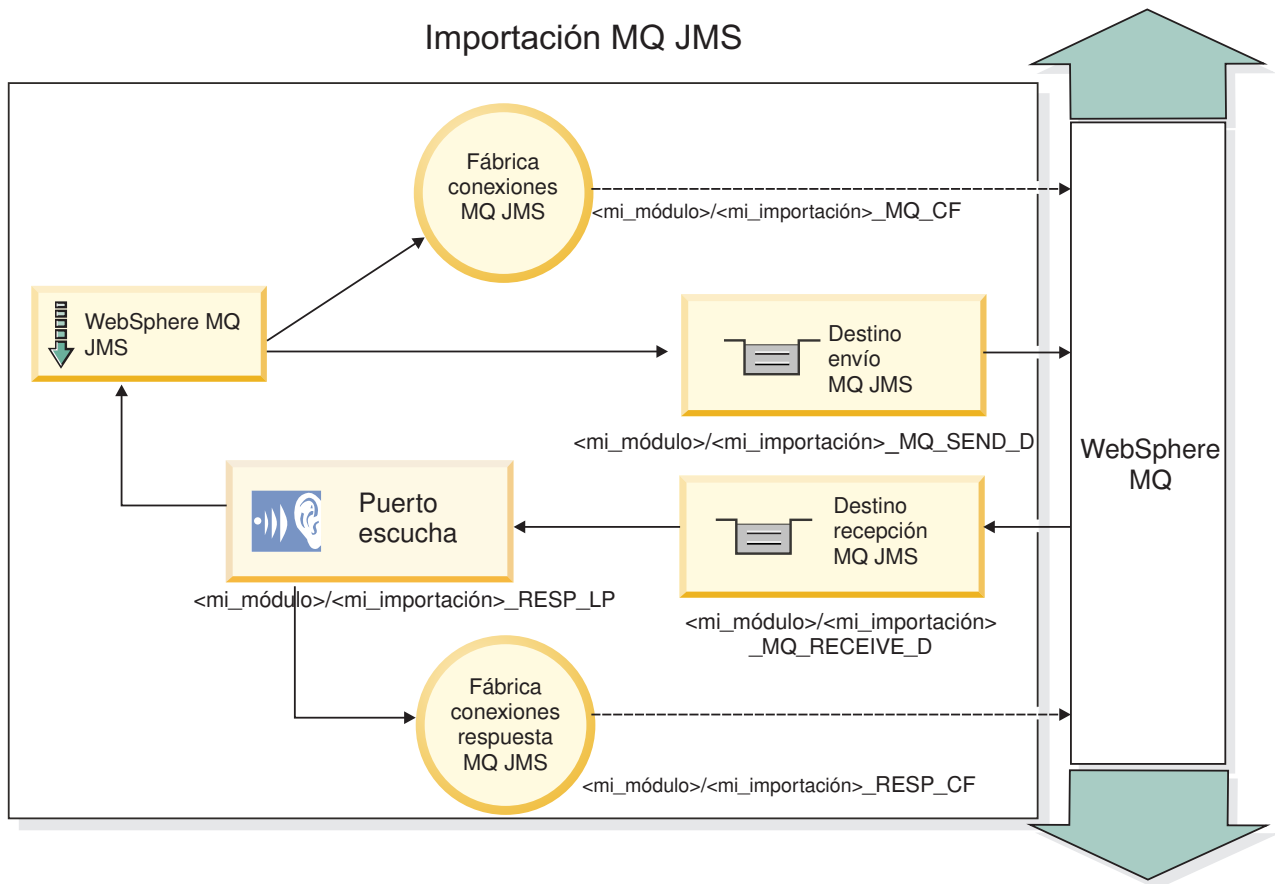 Importación MQ JMS
Fábrica
conexiones
MQ JMS
<mi_módulo>/<mi_importación>_MQ_CF
WebSphere MQ
JMS
Destino
envío
MQ JMS
<mi_módulo>/<mi_importación>_MQ_SEND_D
WebSphere
MQ
Puerto
escucha
<mi_módulo>/<mi_importación>_RESP_LP
Destino
recepción
MQ JMS
<mi_módulo>/<mi_importación>
_MQ_RECEIVE_D
Fábrica
conexiones
respuesta
MQ JMS
<mi_módulo>/<mi_importación>_RESP_CF